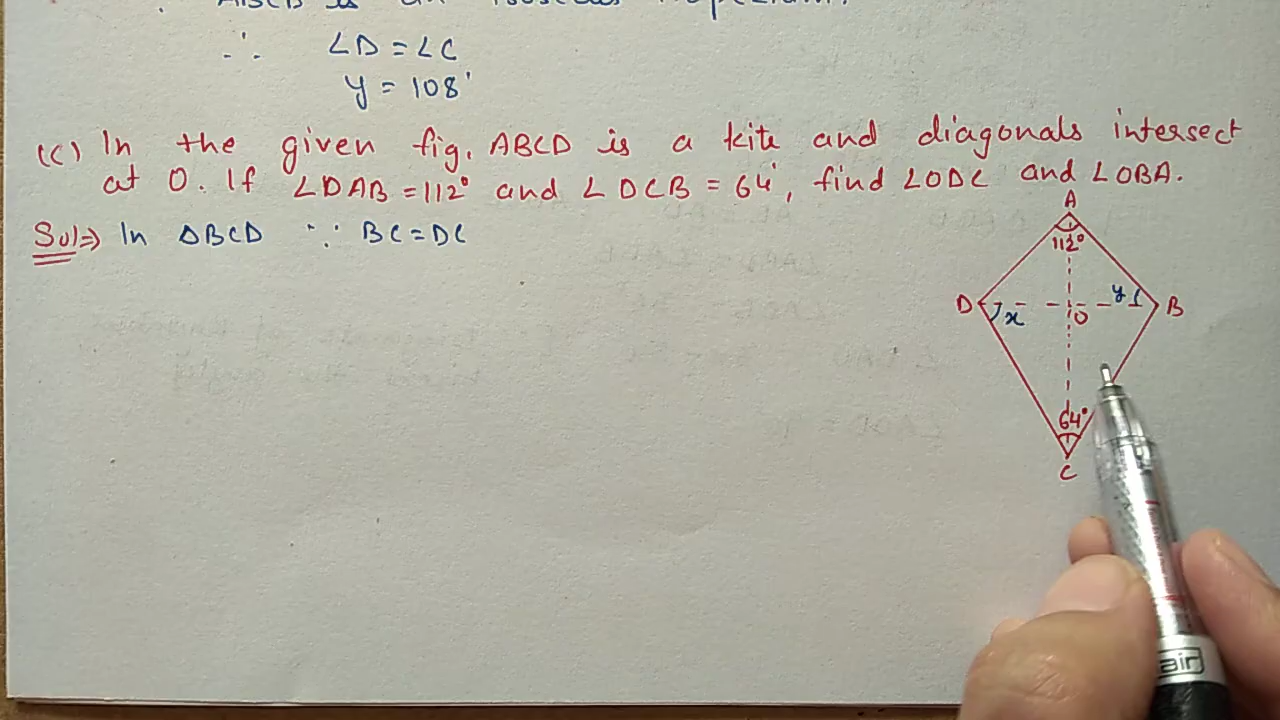 ∴ ∠D = ∠C
y = 108°
(c) In the given fig. ABCD is a kite and diagonals intersect
at O. If ∠DAB = 112° and ∠DCB = 64°, find ∠ODC and ∠OBA.
Sol⇒ In ΔBCD ∵ BC = DC
A
112°
D x O y B
64°
C
air